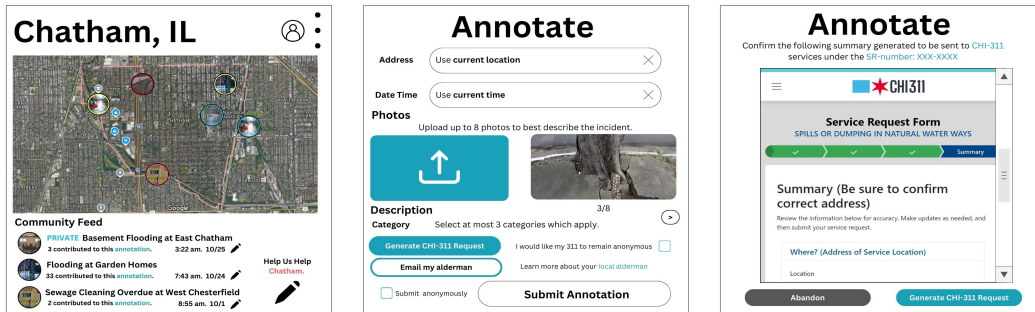 Chatham, IL
CHATHAM
Google
Community Feed
PRIVATE Basement Flooding at East Chatham
3 contributed to this annotation. 3:22 am. 10/25
Flooding at Garden Homes
33 contributed to this annotation. 7:43 am. 10/24
Sewage Cleaning Overdue at West Chesterfield
2 contributed to this annotation. 8:55 am. 10/1
Help Us Help
Chatham.
Annotate
Address Use current location
Date Time Use current time
Photos
Upload up to 8 photos to best describe the incident.
3/8
Description
Category Select at most 3 categories which apply.
>
Generate CHI-311 Request I would like my 311 to remain anonymous
Email my alderman Learn more about your local alderman
Submit anonymously Submit Annotation
Annotate
Confirm the following summary generated to be sent to CHI-311
services under the SR-number: XXX-XXXX
CHI311
Service Request Form
SPILLS OR DUMPING IN NATURAL WATER WAYS
Summary
Summary (Be sure to confirm
correct address)
Review the information below for accuracy. Make updates as needed, and
then submit your service request.
Where? (Address of Service Location)
Location
Abandon Generate CHI-311 Request